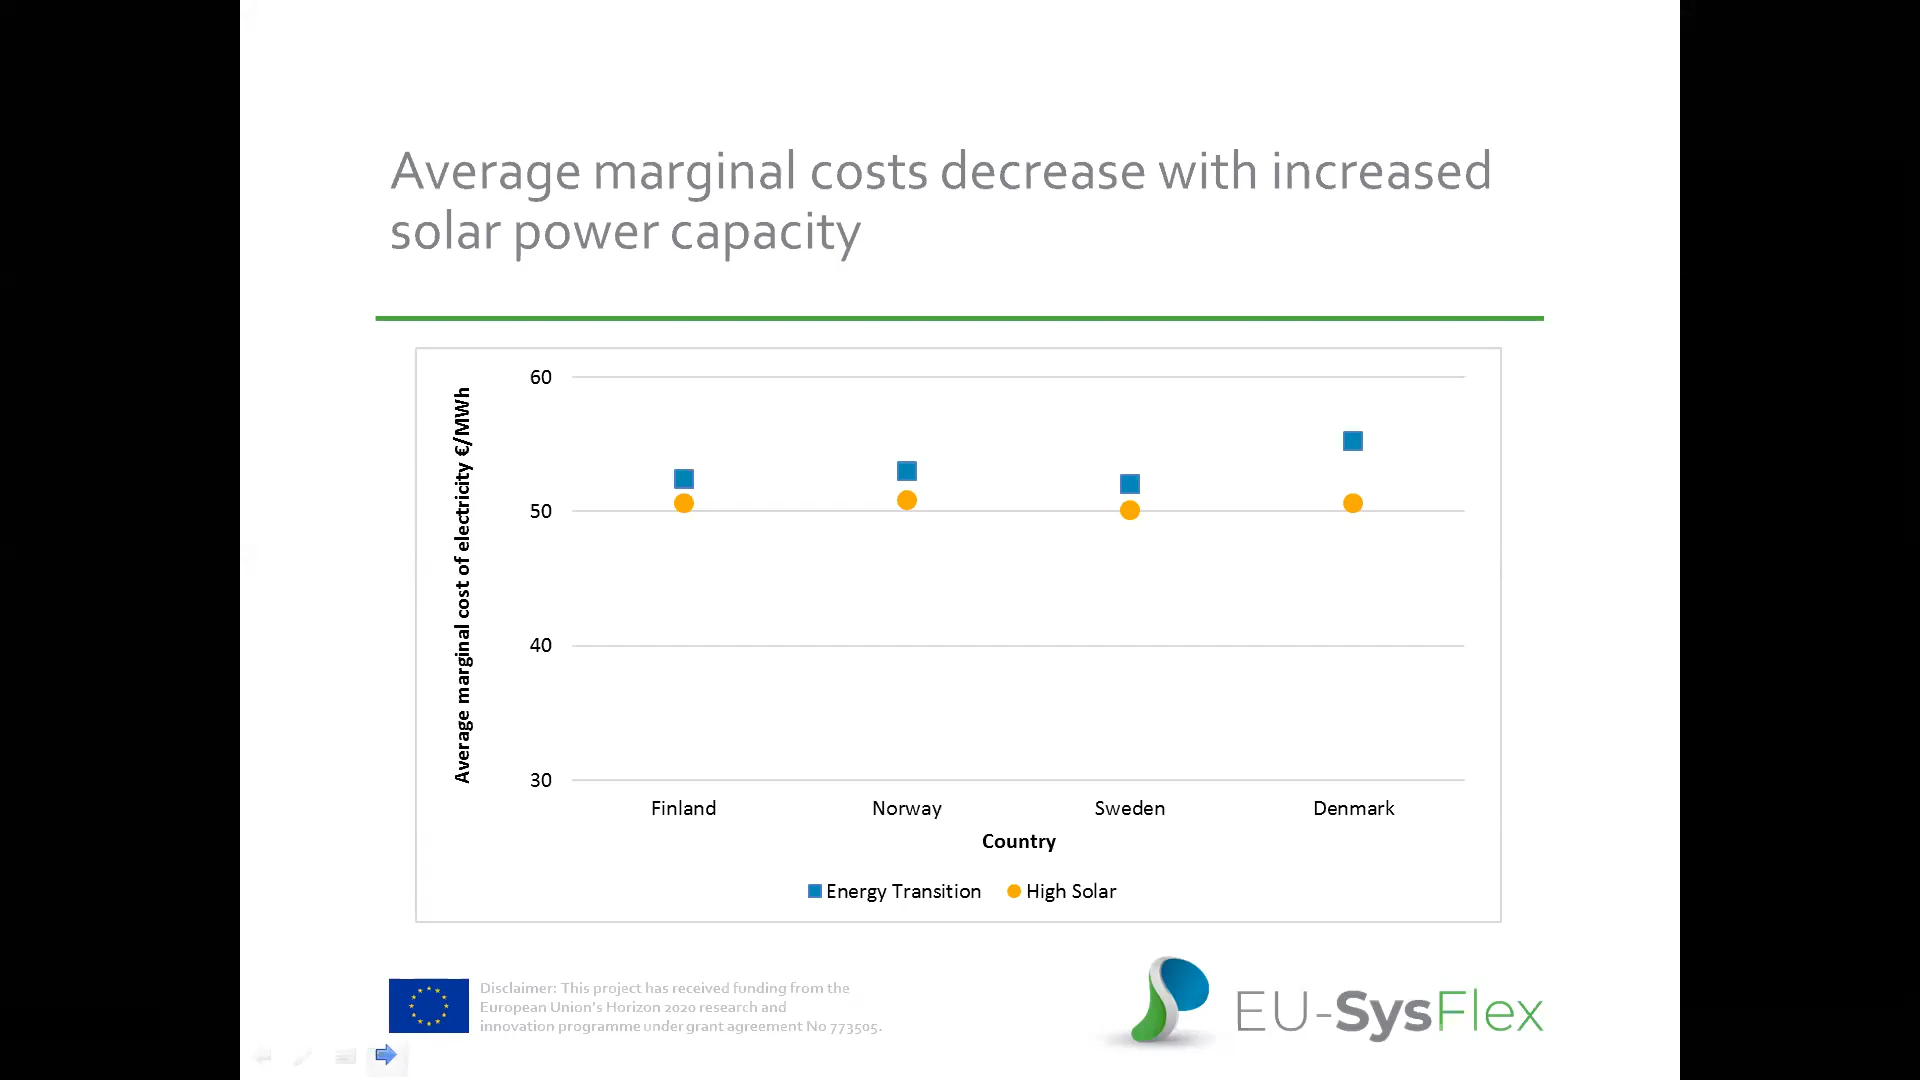 Average marginal costs decrease with increased
solar power capacity
Average marginal cost of electricity €/MWh
60
50
40
30
Finland
Norway
Sweden
Denmark
Country
Energy Transition
High Solar
Disclaimer: This project has received funding from the
European Union's Horizon 2020 research and
innovation programme under grant agreement No 773505.
EU-SysFlex